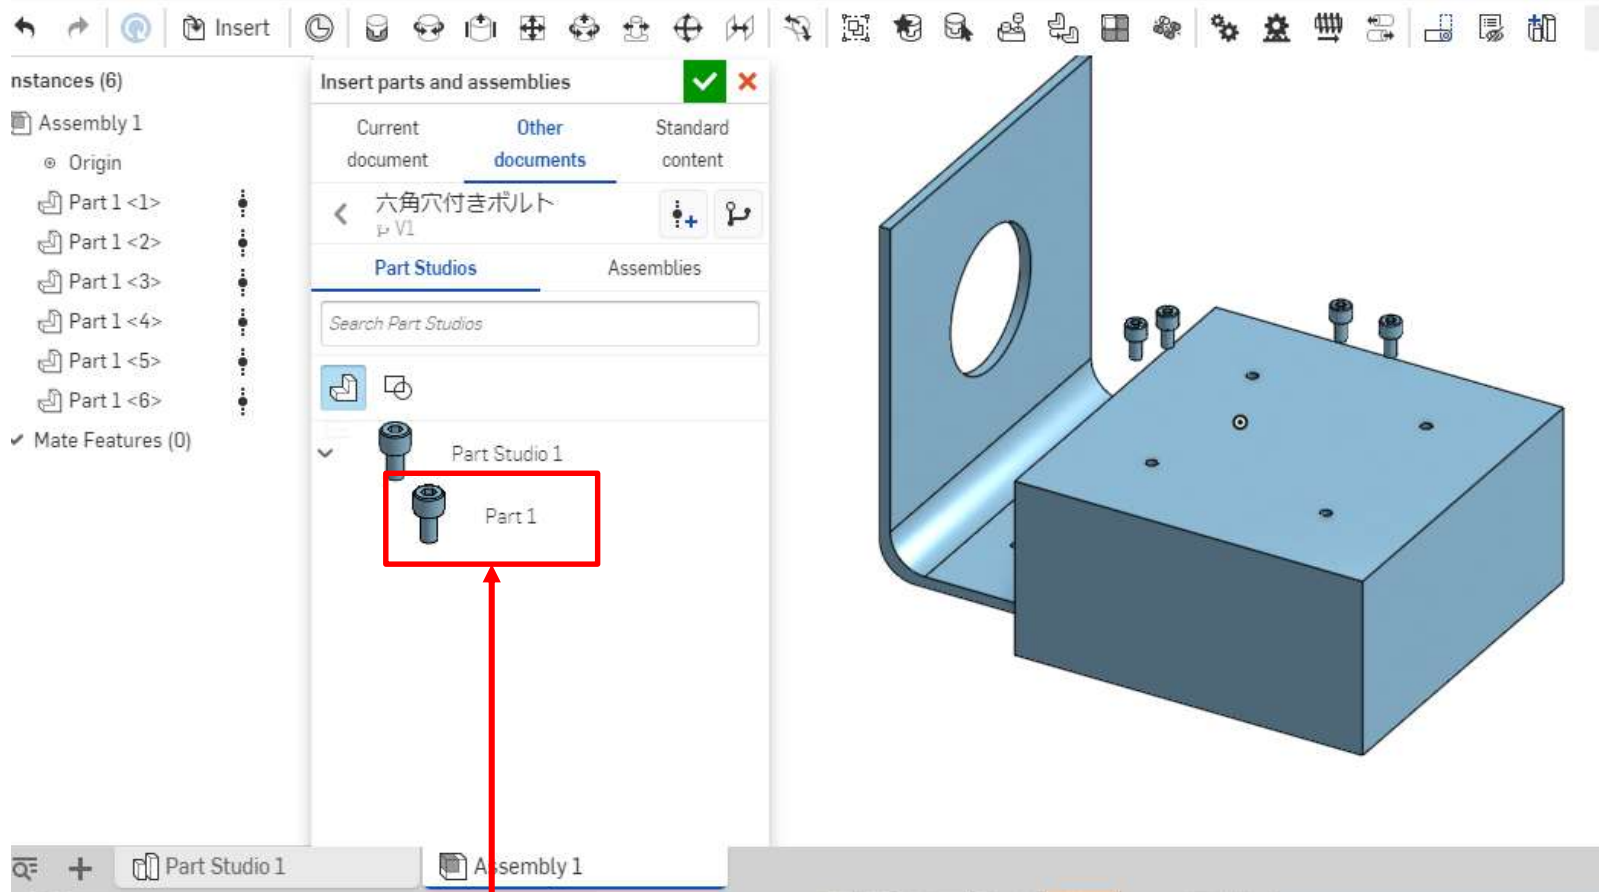 Insert
nstances (6)
Assembly 1
Origin
Part 1 <1>
Part 1 <2>
Part 1 <3>
Part 1 <4>
Part 1 <5>
Part 1 <6>
Mate Features (0)
Insert parts and assemblies
Current
document
Other
documents
Standard
content
六角穴付きボルト
V1
Part Studios
Assemblies
Search Part Studios
Part Studio 1
Part 1
Part Studio 1
Assembly 1